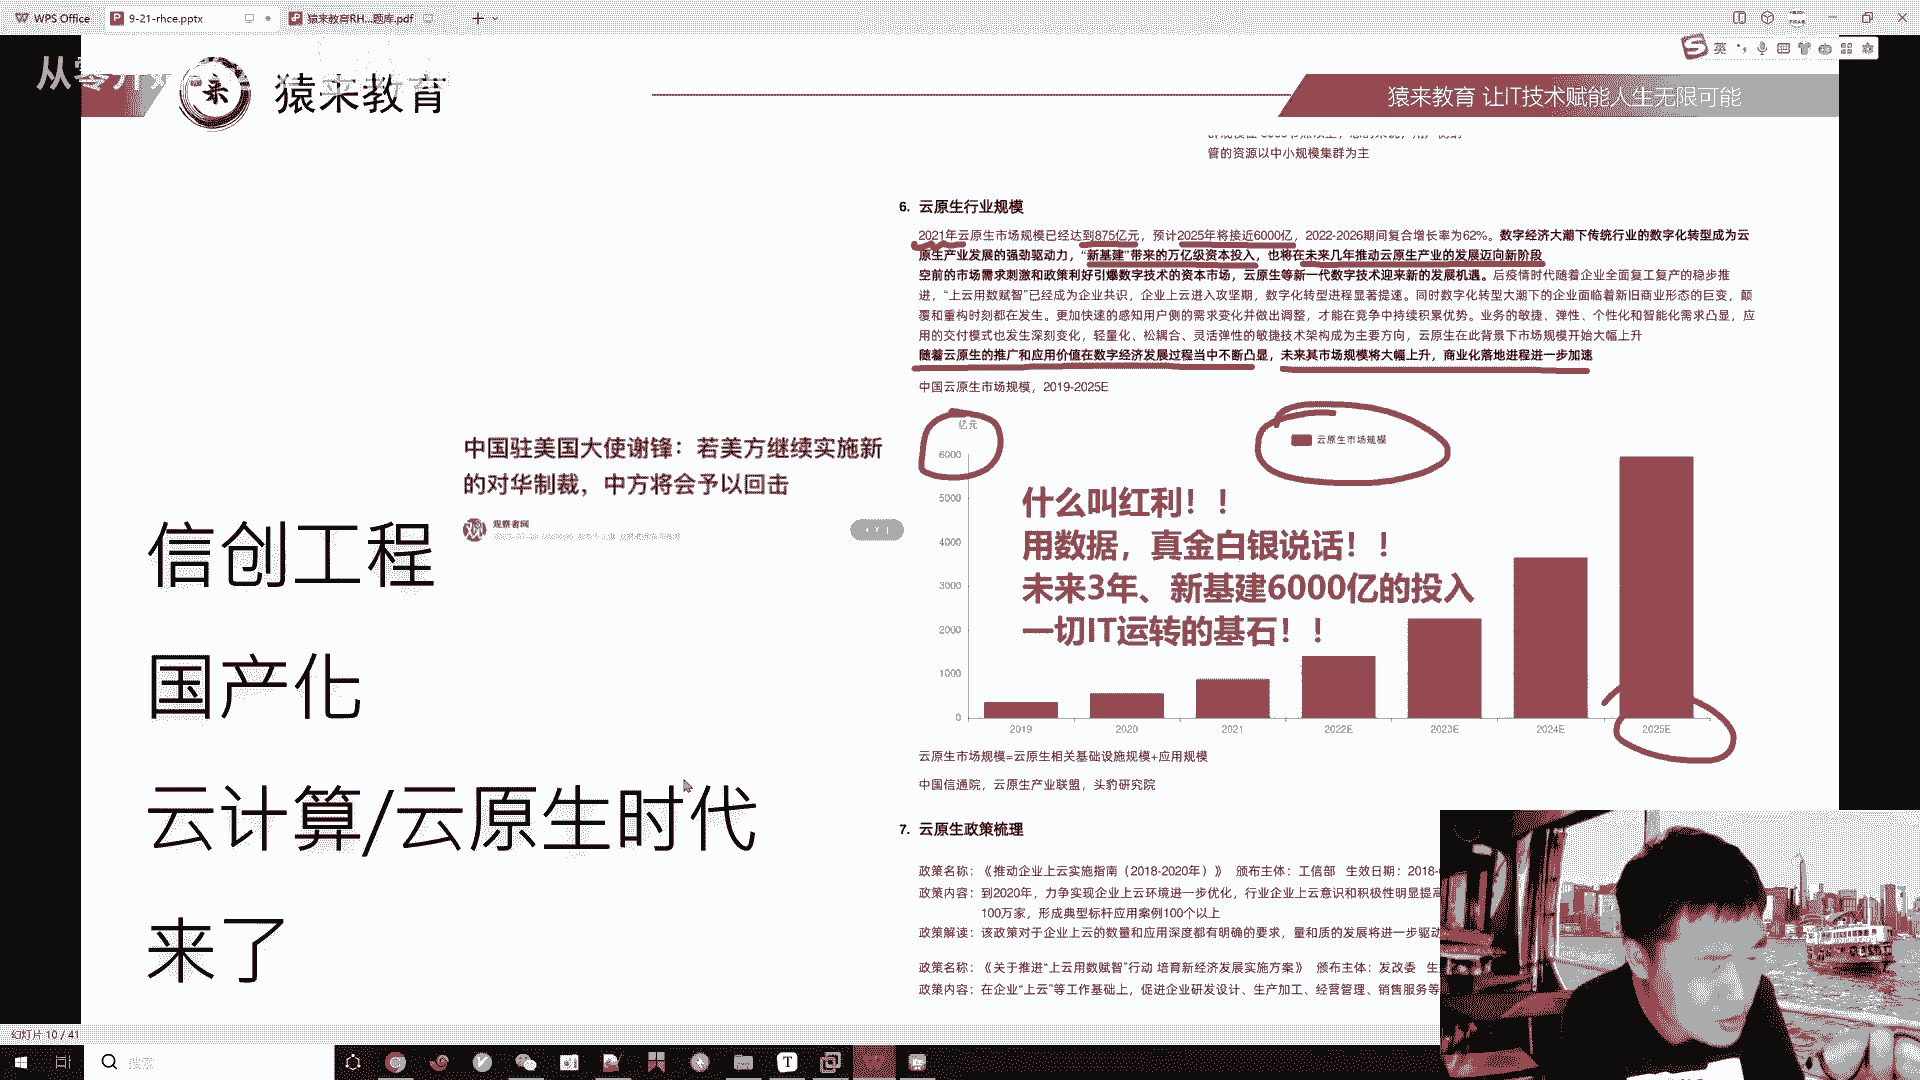 WPS Office
9-21-rhce.pptx
猿来教育RH...题库.pdf
英
猿来教育
猿来教育 让IT技术赋能人生无限可能
管的资源以中小规模集群为主
6. 云原生行业规模
2021年云原生市场规模已经达到875亿元，预计2025年将接近6000亿，2022-2026期间复合增长率为62%。数字经济大潮下传统行业的数字化转型成为云
原生产业发展的强劲驱动力，“新基建”带来的万亿级资本投入，也将在未来几年推动云原生产业的发展迈向新阶段
空前的市场需求刺激和政策利好引爆数字技术的资本市场，云原生等新一代数字技术迎来新的发展机遇。后疫情时代随着企业全面复工复产的稳步推
进，“上云用数赋智”已经成为企业共识，企业上云进入攻坚期，数字化转型进程显著提速。同时数字化转型大潮下的企业面临着新旧商业形态的巨变，颠
覆和重构时刻都在发生。更加快速的感知用户侧的需求变化并做出调整，才能在竞争中持续积累优势。业务的敏捷、弹性、个性化和智能化需求凸显，应
用的交付模式也发生深刻变化，轻量化、松耦合、灵活弹性的敏捷技术架构成为主要方向，云原生在此背景下市场规模开始大幅上升
随着云原生的推广和应用价值在数字经济发展过程当中不断凸显，未来其市场规模将大幅上升，商业化落地进程进一步加速
中国云原生市场规模，2019-2025E
亿元
云原生市场规模
6000
5000
4000
3000
2000
1000
0
什么叫红利！！
用数据，真金白银说话！！
未来3年、新基建6000亿的投入
一切IT运转的基石！！
2019 2020 2021 2022E 2023E 2024E 2025E
云原生市场规模=云原生相关基础设施规模+应用规模
中国信通院，云原生产业联盟，头豹研究院
中国驻美国大使谢锋：若美方继续实施新
的对华制裁，中方将会予以回击
观察者网
信创工程
国产化
云计算/云原生时代
来了
7. 云原生政策梳理
政策名称：《推动企业上云实施指南（2018-2020年）》 颁布主体：工信部 生效日期：2018-
政策内容：到2020年，力争实现企业上云环境进一步优化，行业企业上云意识和积极性明显提高
100万家，形成典型标杆应用案例100个以上
政策解读：该政策对于企业上云的数量和应用深度都有明确的要求，量和质的发展将进一步驱动
政策名称：《关于推进“上云用数赋智”行动 培育新经济发展实施方案》 颁布主体：发改委 生
政策内容：在企业“上云”等工作基础上，促进企业研发设计、生产加工、经营管理、销售服务等
幻灯片 10 / 41
搜索